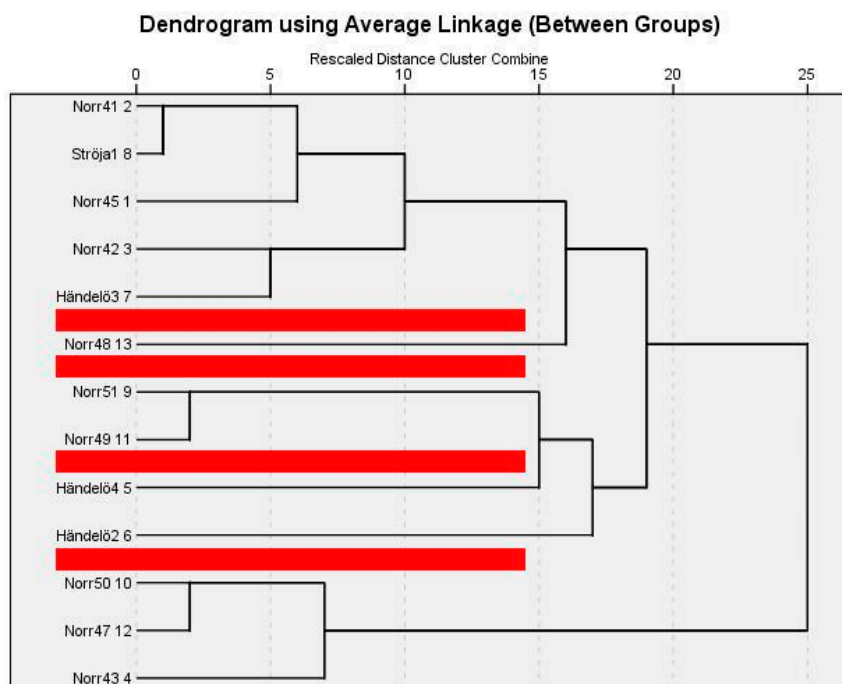 Dendrogram using Average Linkage (Between Groups)
Rescaled Distance Cluster Combine
0 5 10 15 20 25
Norr41 2
Ströja1 8
Norr45 1
Norr42 3
Händelö3 7
Norr48 13
Norr51 9
Norr49 11
Händelö4 5
Händelö2 6
Norr50 10
Norr47 12
Norr43 4